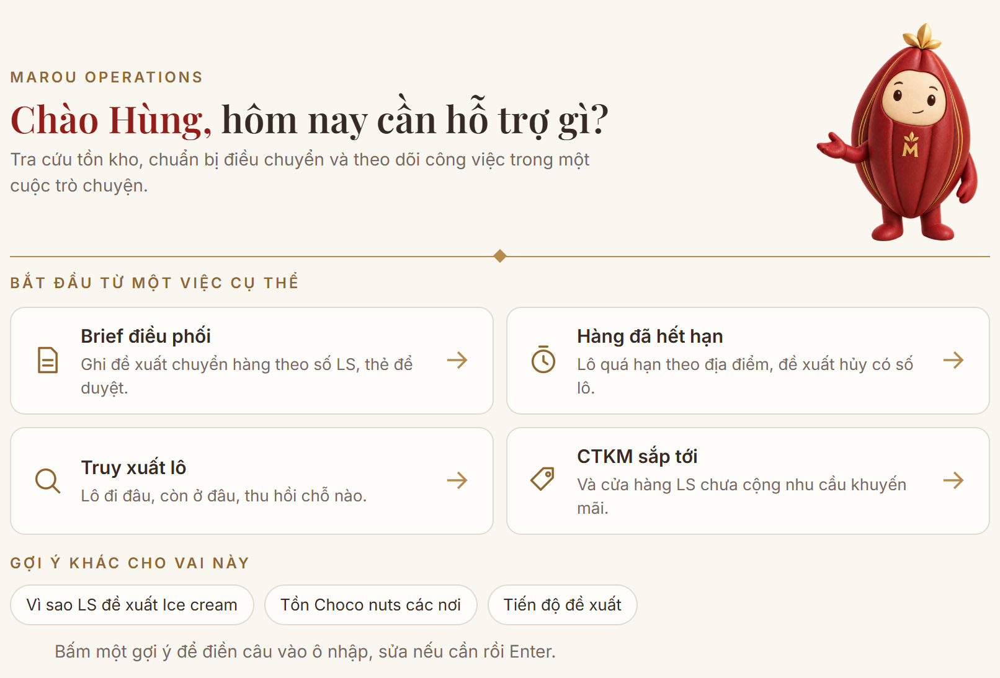 MAROU OPERATIONS
Chào Hùng, hôm nay cần hỗ trợ gì?
Tra cứu tồn kho, chuẩn bị điều chuyển và theo dõi công việc trong một
cuộc trò chuyện.
M
BẮT ĐẦU TỪ MỘT VIỆC CỤ THỂ
Brief điều phối
Ghi đề xuất chuyển hàng theo số LS, thẻ để
duyệt.
Hàng đã hết hạn
Lô quá hạn theo địa điểm, đề xuất hủy có số
lô.
Truy xuất lô
Lô đi đâu, còn ở đâu, thu hồi chỗ nào.
CTKM sắp tới
Và cửa hàng LS chưa cộng nhu cầu khuyến
mãi.
GỢI Ý KHÁC CHO VAI NÀY
Vì sao LS đề xuất Ice cream
Tồn Choco nuts các nơi
Tiến độ đề xuất
Bấm một gợi ý để điền câu vào ô nhập, sửa nếu cần rồi Enter.